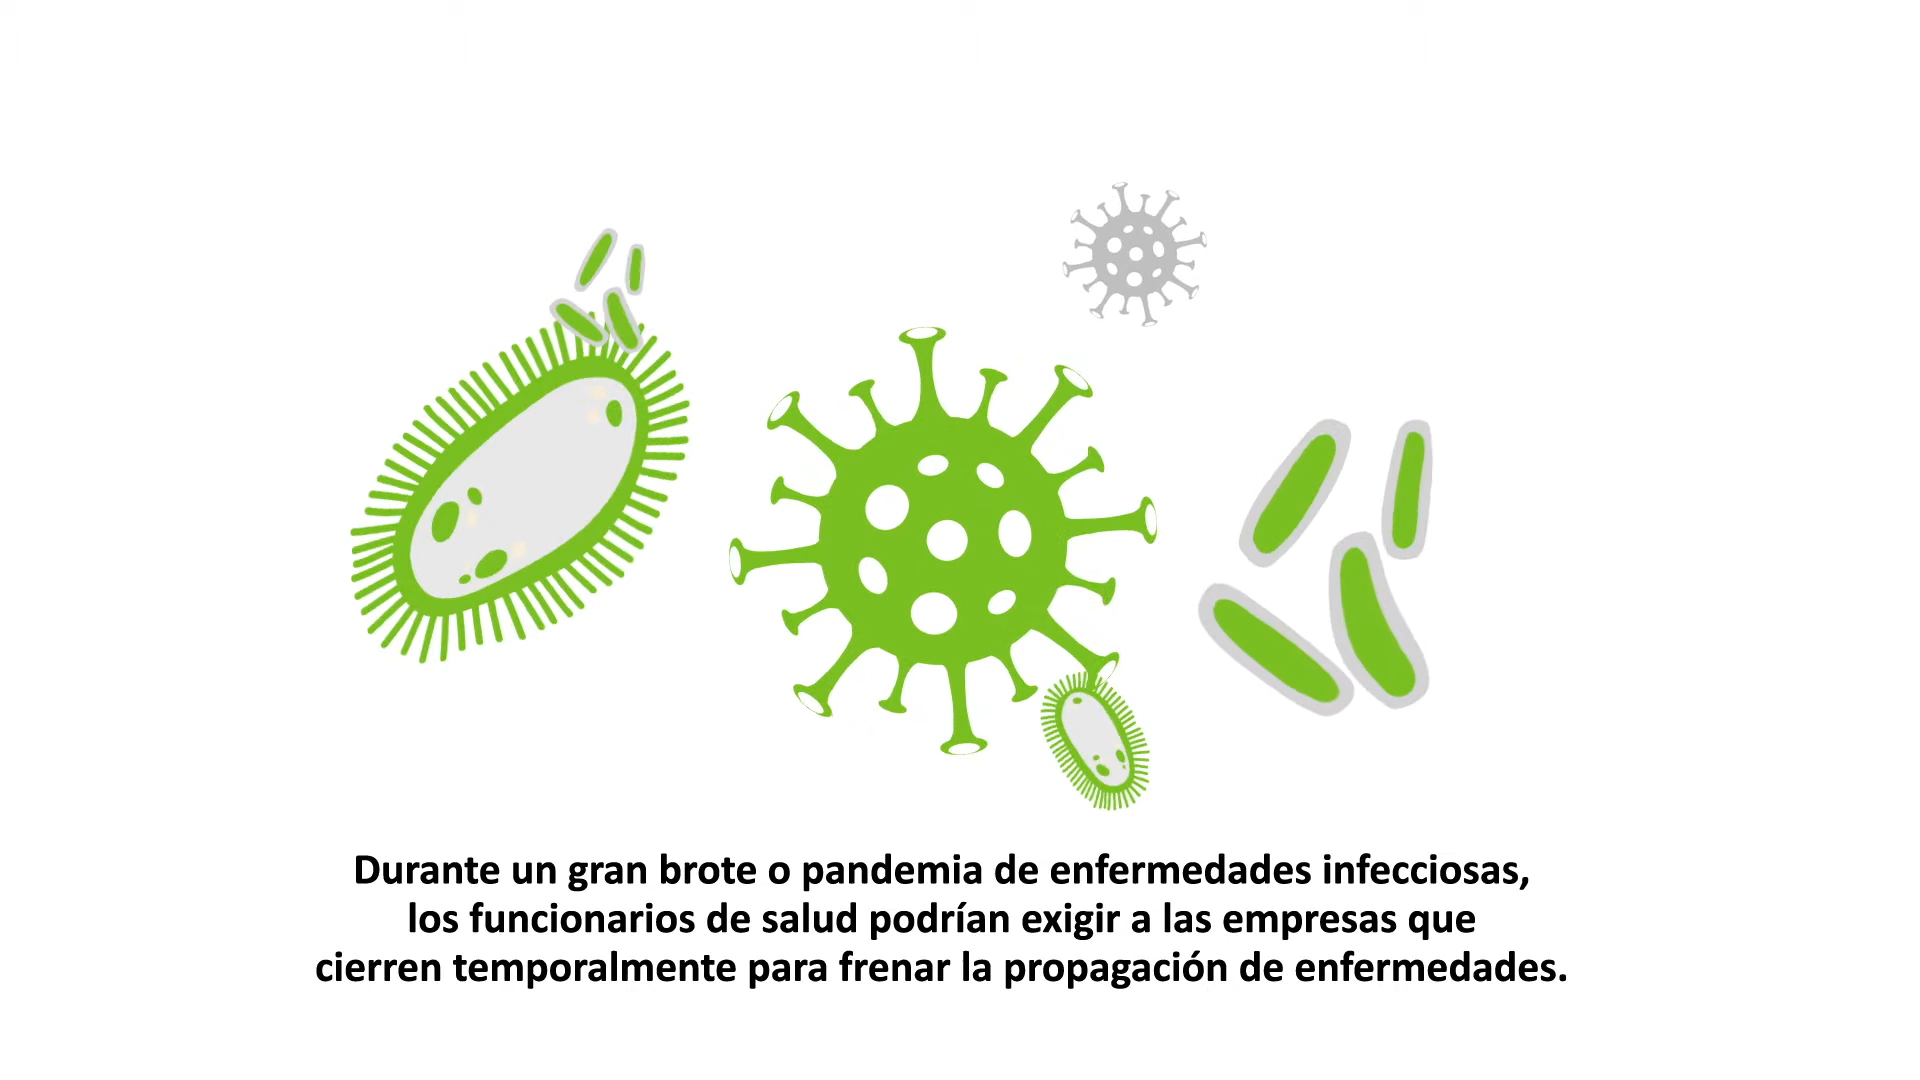 Durante un gran brote o pandemia de enfermedades infecciosas,
los funcionarios de salud podrían exigir a las empresas que
cierren temporalmente para frenar la propagación de enfermedades.